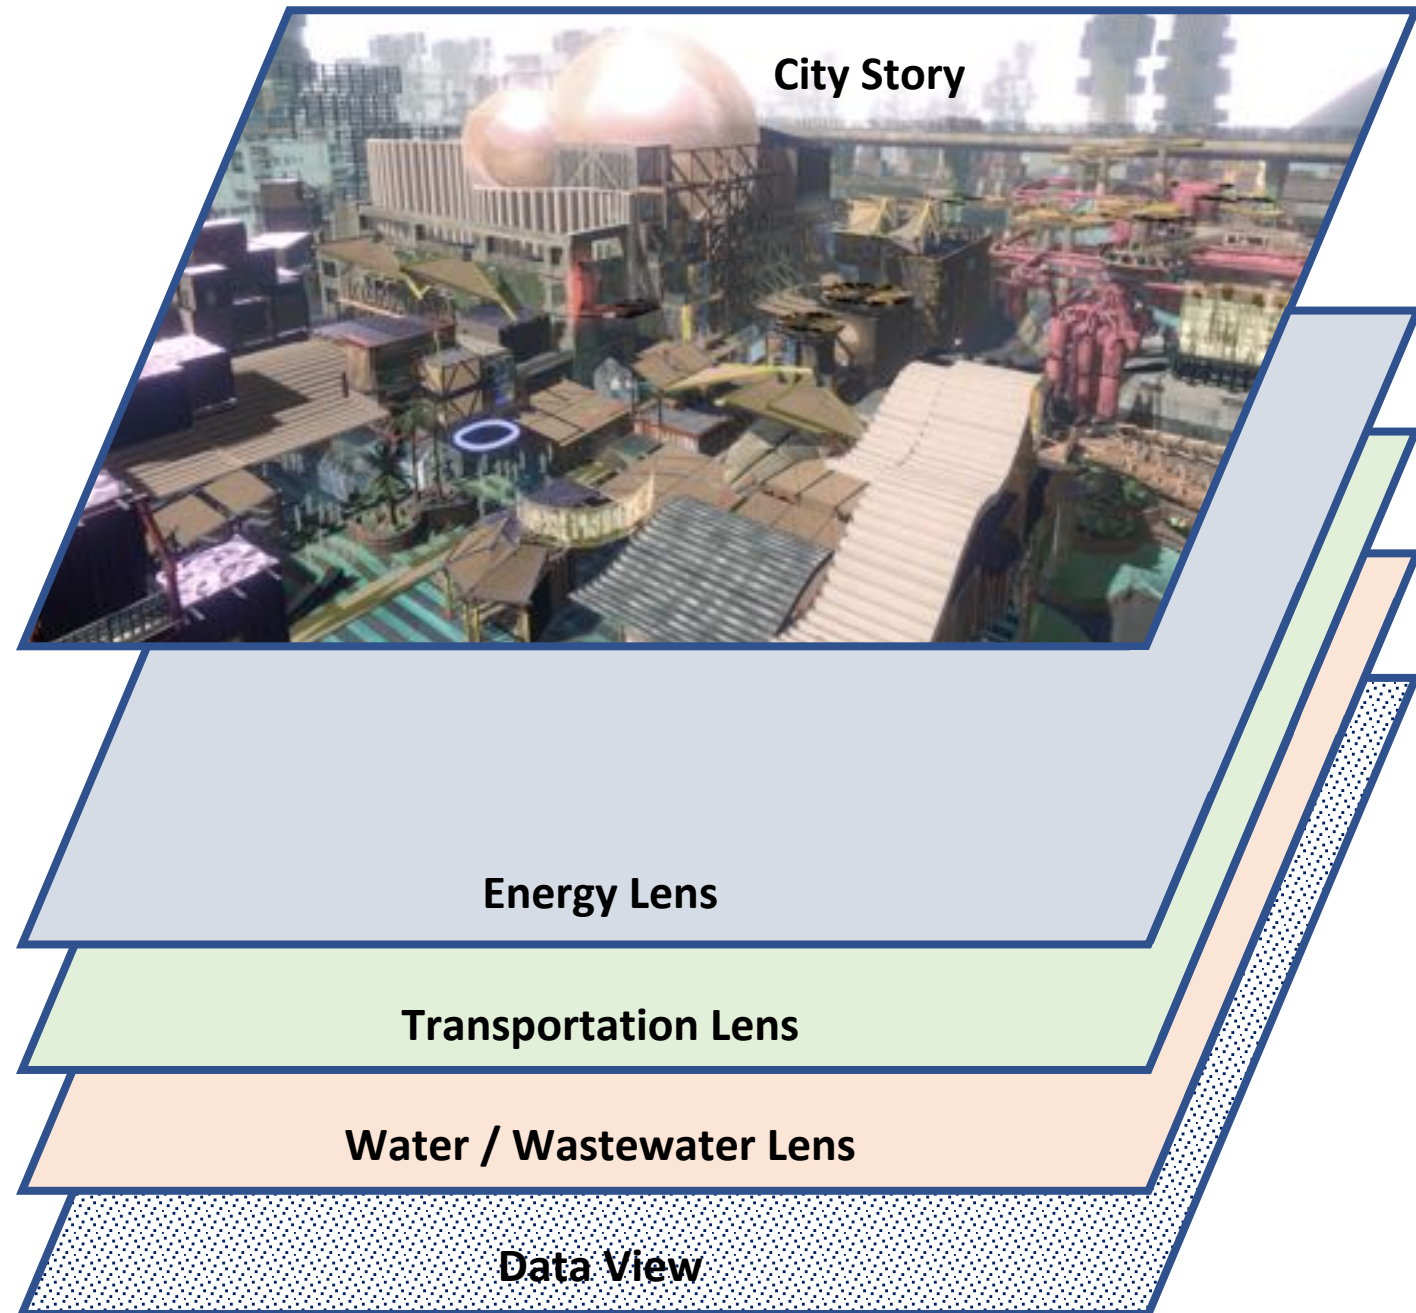 City Story
Energy Lens
Transportation Lens
Water / Wastewater Lens
Data View